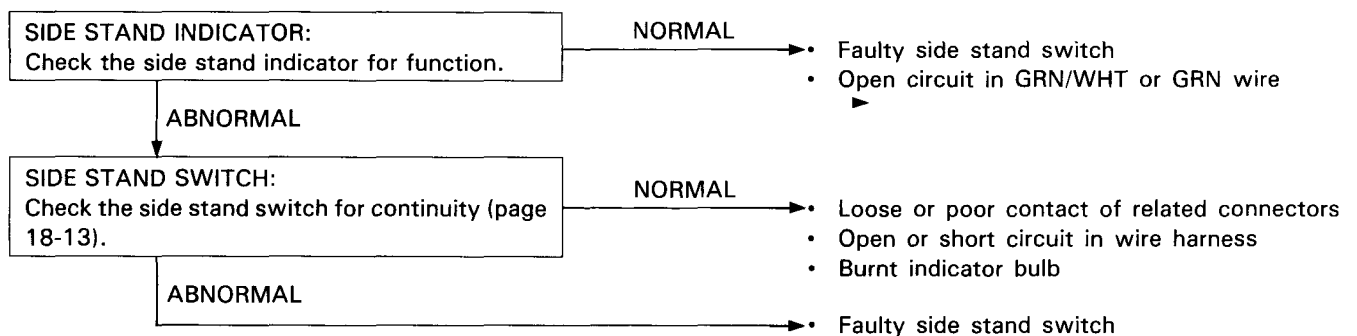 SIDE STAND INDICATOR:
Check the side stand indicator for function.
NORMAL
• Faulty side stand switch
• Open circuit in GRN/WHT or GRN wire
ABNORMAL
SIDE STAND SWITCH:
Check the side stand switch for continuity (page
18-13).
NORMAL
• Loose or poor contact of related connectors
• Open or short circuit in wire harness
• Burnt indicator bulb
ABNORMAL
• Faulty side stand switch